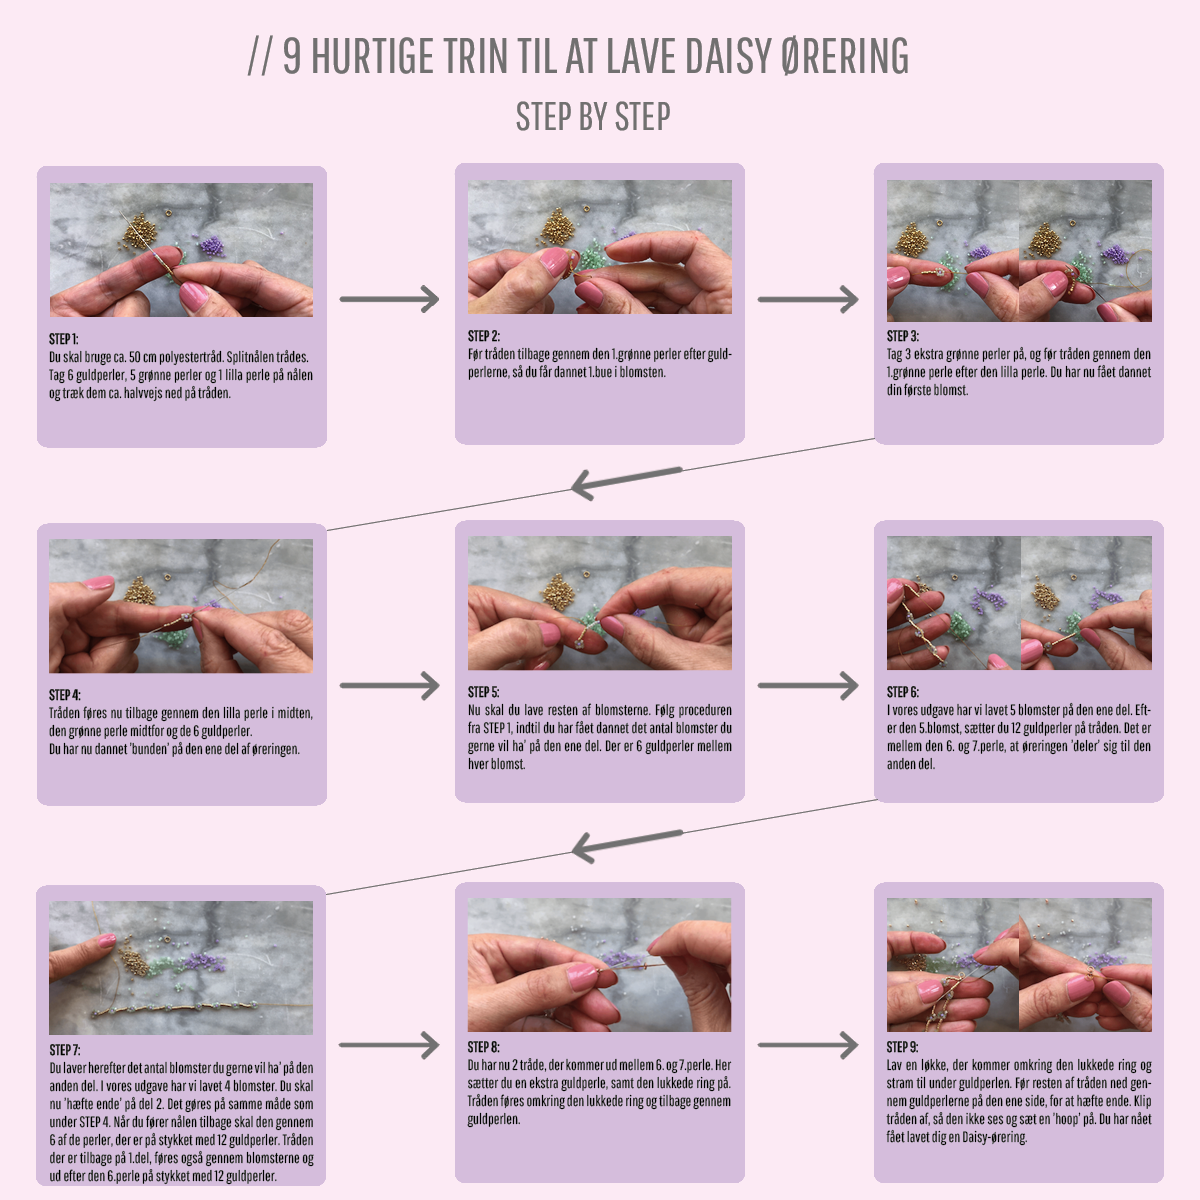 // 9 HURTIGE TRIN TIL AT LAVE DAISY ØRERING
STEP BY STEP
STEP 1:
Du skal bruge ca. 50 cm polyestertråd. Splitnålen trådes.
Tag 6 guldperler, 5 grønne perler og 1 lilla perle på nålen
og træk dem ca. halvvejs ned på tråden.
STEP 2:
Før tråden tilbage gennem den 1.grønne perler efter guld-
perlerne, så du får dannet 1.bue i blomsten.
STEP 3:
Tag 3 ekstra grønne perler på, og før tråden gennem den
1.grønne perle efter den lilla perle. Du har nu fået dannet
din første blomst.
STEP 4:
Tråden føres nu tilbage gennem den lilla perle i midten,
den grønne perle midtfor og de 6 guldperler.
Du har nu dannet 'bunden' på den ene del af øreringen.
STEP 5:
Nu skal du lave resten af blomsterne. Følg proceduren
fra STEP 1, indtil du har fået dannet det antal blomster du
gerne vil ha' på den ene del. Der er 6 guldperler mellem
hver blomst.
STEP 6:
I vores udgave har vi lavet 5 blomster på den ene del. Eft-
er den 5.blomst, sætter du 12 guldperler på tråden. Det er
mellem den 6. og 7.perle, at øreringen 'deler' sig til den
anden del.
STEP 7:
Du laver herefter det antal blomster du gerne vil ha' på den
anden del. I vores udgave har vi lavet 4 blomster. Du skal
nu 'hæfte ende' på del 2. Det gøres på samme måde som
under STEP 4. Når du fører nålen tilbage skal den gennem
6 af de perler, der er på stykket med 12 guldperler. Tråden
der er tilbage på 1.del, føres også gennem blomsterne og
ud efter den 6.perle på stykket med 12 guldperler.
STEP 8:
Du har nu 2 tråde, der kommer ud mellem 6. og 7.perle. Her
sætter du en ekstra guldperle, samt den lukkede ring på.
Tråden føres omkring den lukkede ring og tilbage gennem
guldperlen.
STEP 9:
Lav en løkke, der kommer omkring den lukkede ring og
stram til under guldperlen. Før resten af tråden ned gen-
nem guldperlerne på den ene side, for at hæfte ende. Klip
tråden af, så den ikke ses og sæt en 'hoop' på. Du har nået
fået lavet dig en Daisy-ørering.